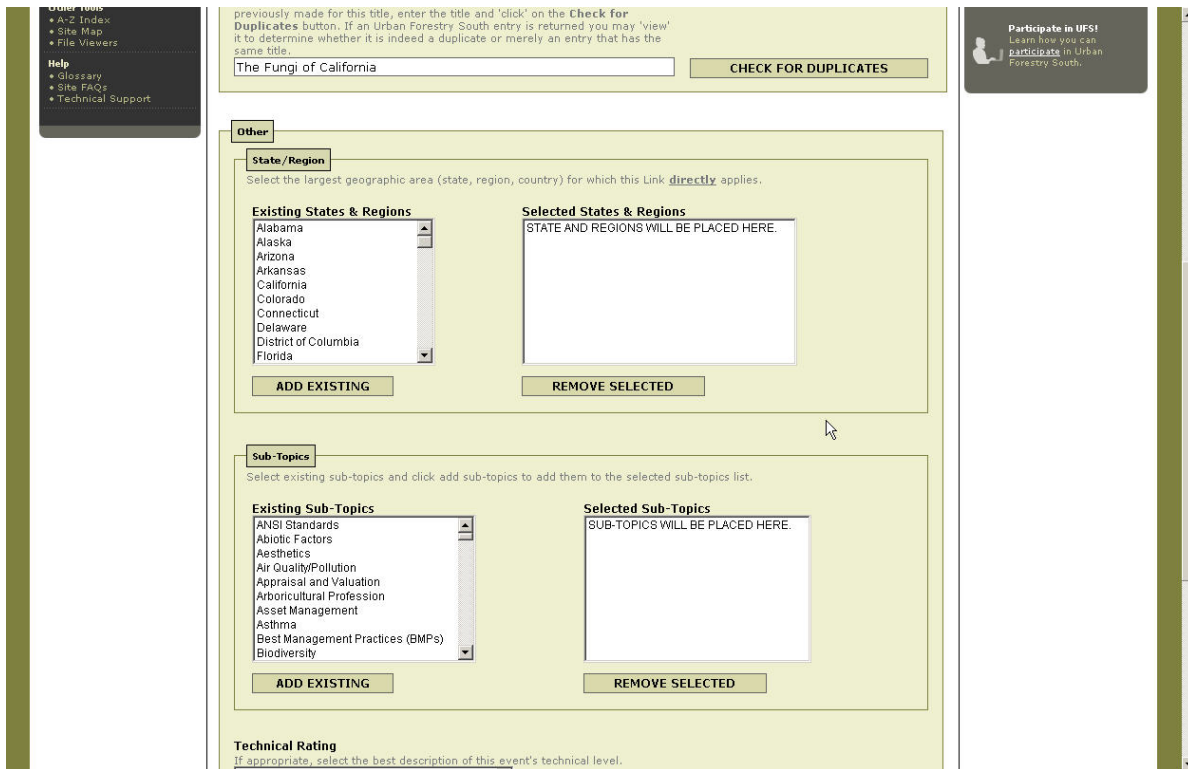 Other Tools
• A-Z Index
• Site Map
• File Viewers
Help
• Glossary
• Site FAQs
• Technical Support
previously made for this title, enter the title and 'click' on the Check for
Duplicates button. If an Urban Forestry South entry is returned you may 'view'
it to determine whether it is indeed a duplicate or merely an entry that has the
same title.
The Fungi of California
CHECK FOR DUPLICATES
Participate in UFS!
Learn how you can
participate in Urban
Forestry South.
Other
State/Region
Select the largest geographic area (state, region, country) for which this Link directly applies.
Existing States & Regions
Alabama
Alaska
Arizona
Arkansas
California
Colorado
Connecticut
Delaware
District of Columbia
Florida
ADD EXISTING
Selected States & Regions
STATE AND REGIONS WILL BE PLACED HERE.
REMOVE SELECTED
Sub-Topics
Select existing sub-topics and click add sub-topics to add them to the selected sub-topics list.
Existing Sub-Topics
ANSI Standards
Abiotic Factors
Aesthetics
Air Quality/Pollution
Appraisal and Valuation
Arboricultural Profession
Asset Management
Asthma
Best Management Practices (BMPs)
Biodiversity
ADD EXISTING
Selected Sub-Topics
SUB-TOPICS WILL BE PLACED HERE.
REMOVE SELECTED
Technical Rating
If appropriate, select the best description of this event's technical level.